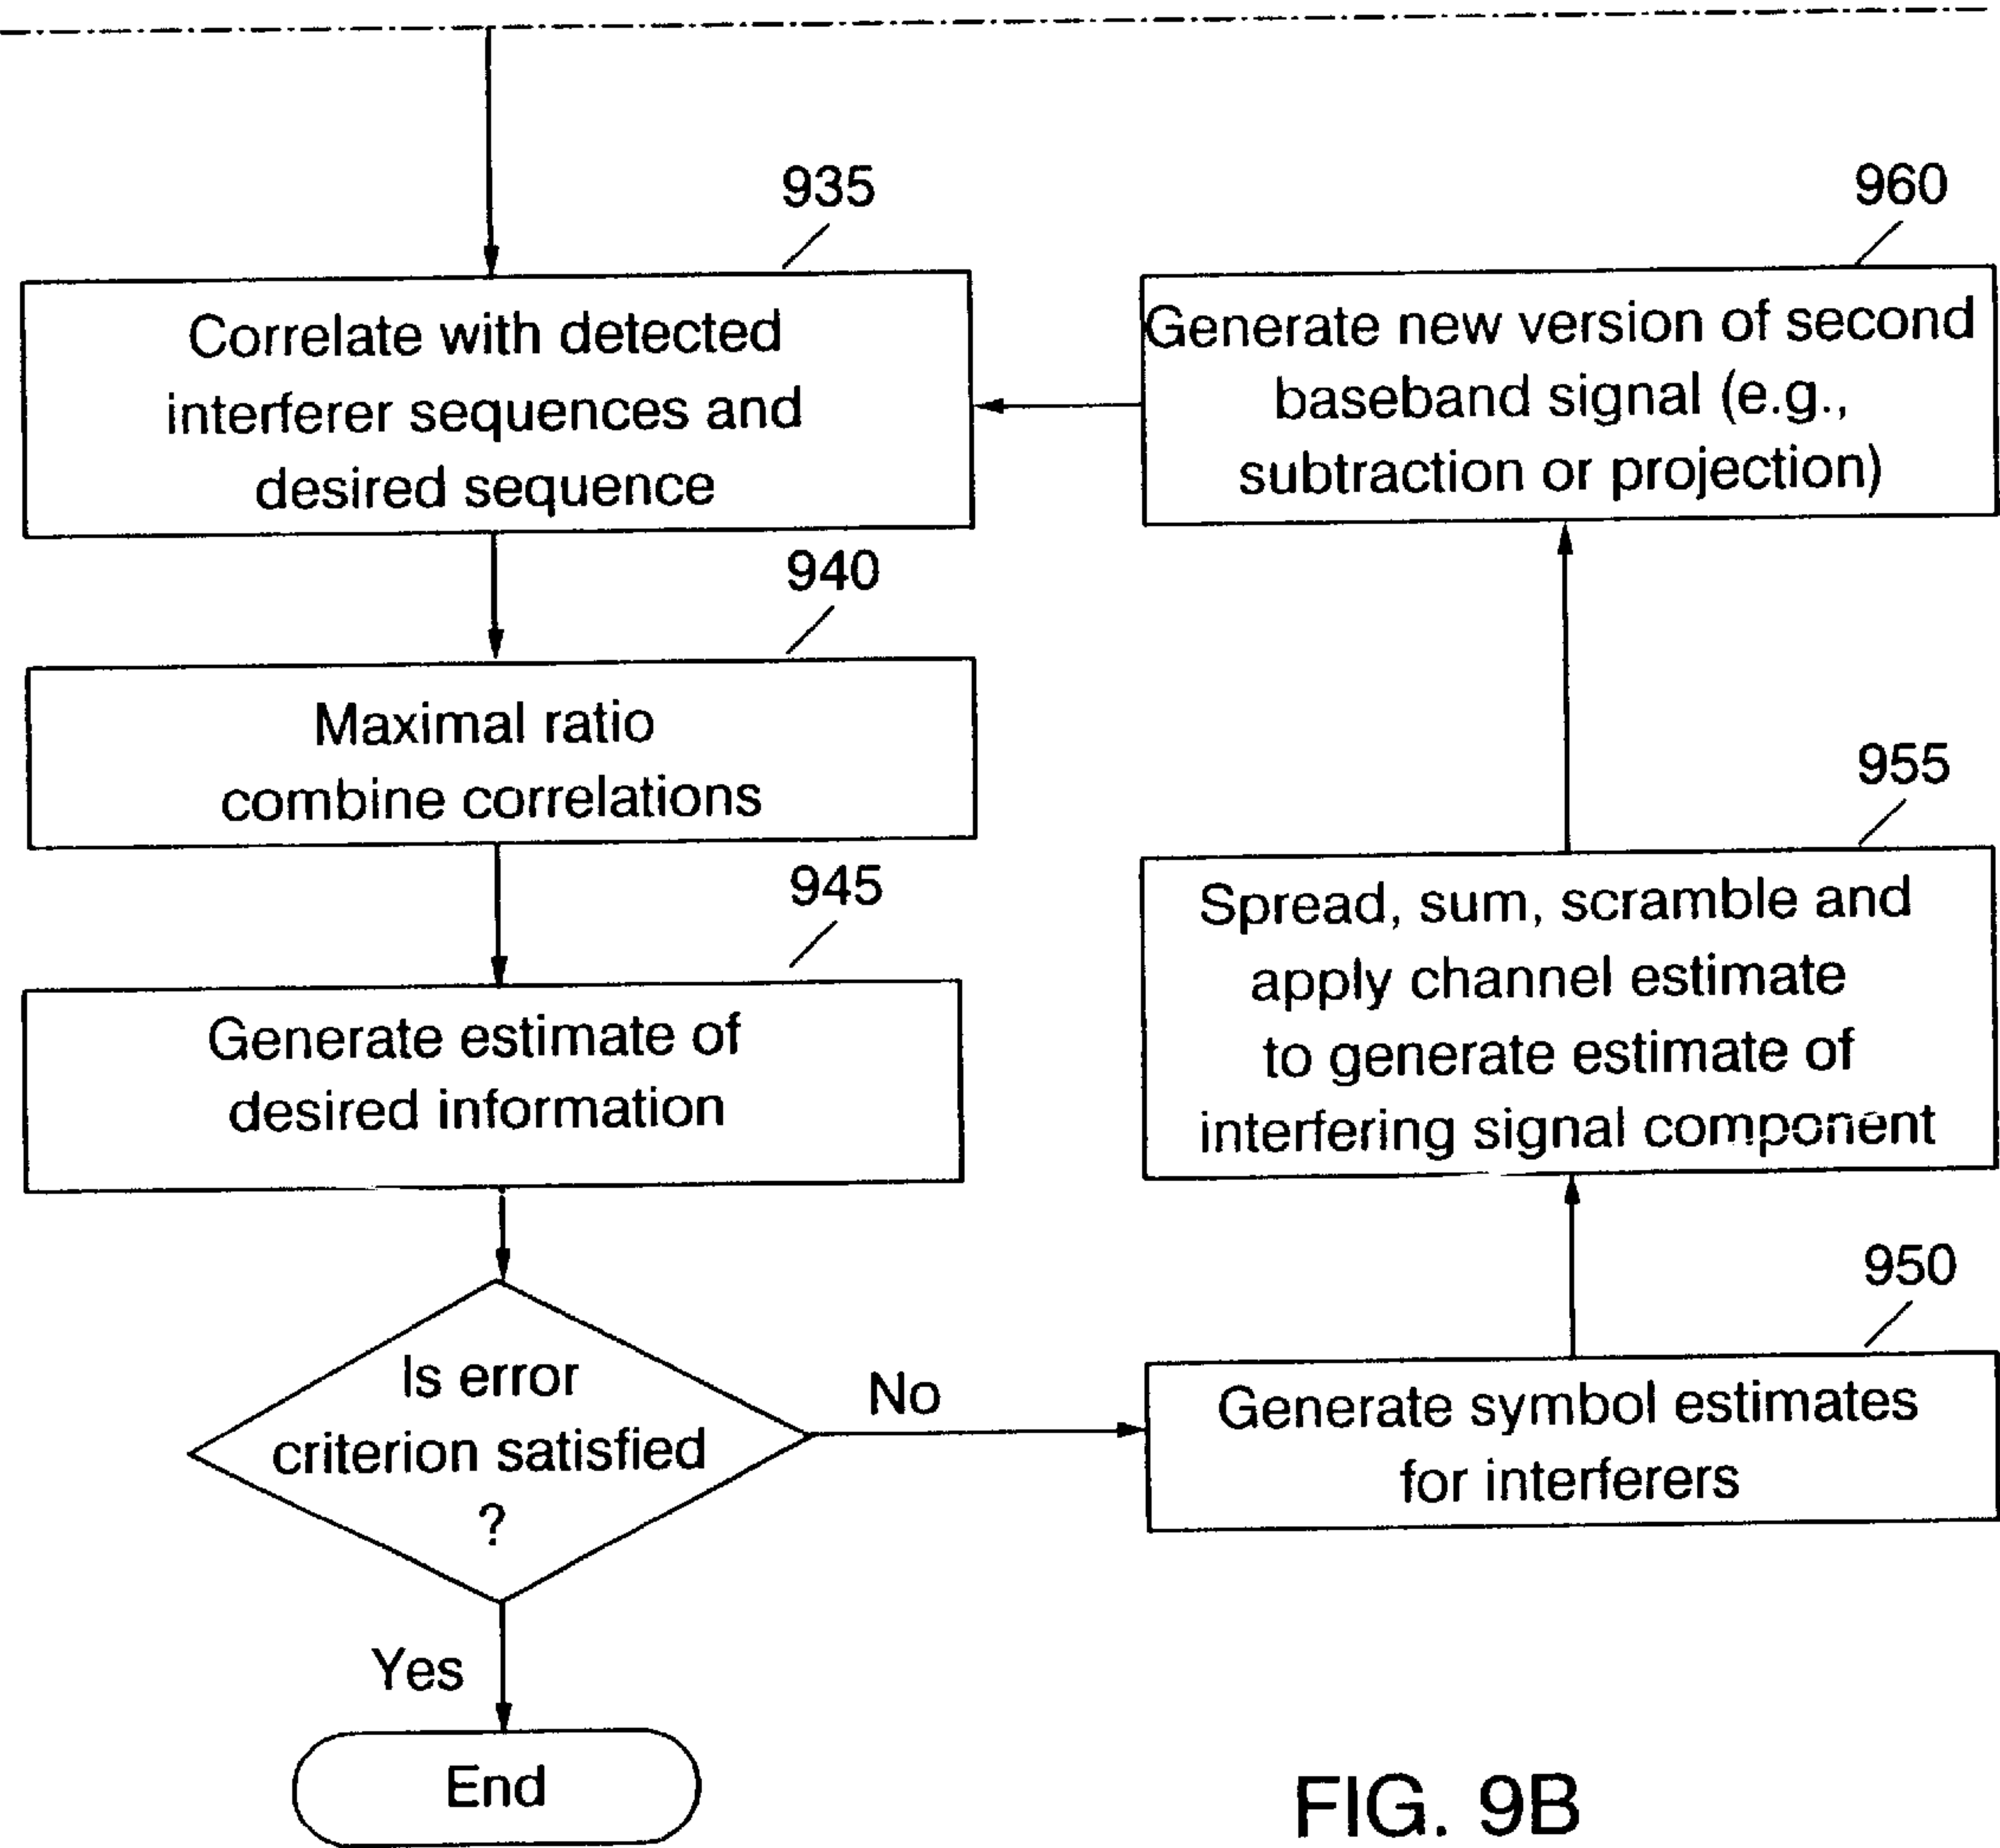 935
Correlate with detected
interferer sequences and
desired sequence
940
Maximal ratio
combine correlations
945
Generate estimate of
desired information
Is error
criterion satisfied
?
No
Yes
End
960
Generate new version of second
baseband signal (e.g.,
subtraction or projection)
955
Spread, sum, scramble and
apply channel estimate
to generate estimate of
interfering signal component
950
Generate symbol estimates
for interferers
FIG. 9B